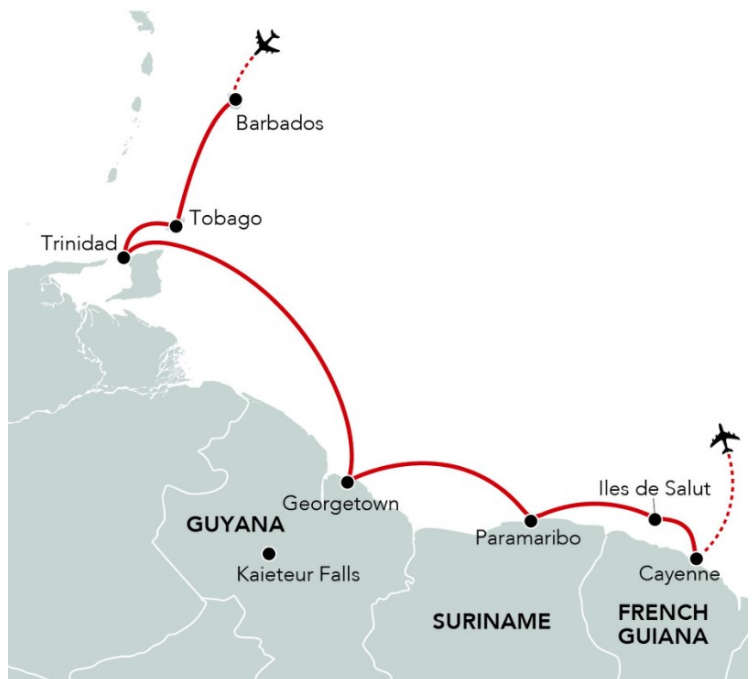 Barbados
Tobago
Trinidad
Georgetown
Iles de Salut
GUYANA
Paramaribo
Kaieteur Falls
Cayenne
SURINAME
FRENCH
GUIANA